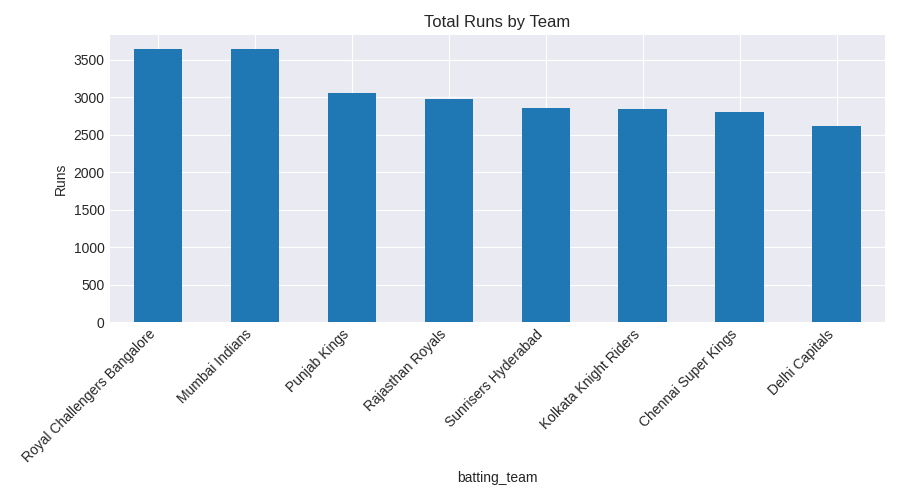 Total Runs by Team
Runs
3500
3000
2500
2000
1500
1000
500
0
Royal Challengers Bangalore
Mumbai Indians
Punjab Kings
Rajasthan Royals
Sunrisers Hyderabad
Kolkata Knight Riders
Chennai Super Kings
Delhi Capitals
batting_team